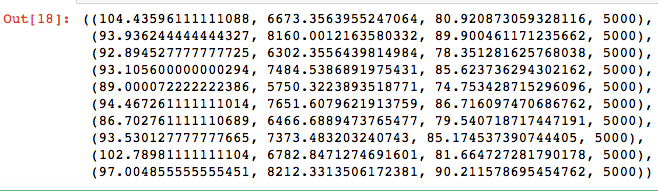 Out[18]: ((104.43596111111088, 6673.3563955247064, 80.920873059328116, 5000),
(93.936244444444327, 8160.0012163580332, 89.900461171235662, 5000),
(92.894527777777725, 6302.3556439814984, 78.351281625768038, 5000),
(93.105600000000294, 7484.5386891975431, 85.623736294302162, 5000),
(89.000072222222386, 5750.3223893518771, 74.753428715296096, 5000),
(94.467261111111014, 7651.6079621913759, 86.716097470686762, 5000),
(86.702761111110689, 6466.6889473765477, 79.540718717447191, 5000),
(93.530127777777665, 7373.483203240743, 85.174537390744405, 5000),
(102.78981111111104, 6782.8471274691601, 81.664727281790178, 5000),
(97.004855555555451, 8212.3313506172381, 90.211578695454762, 5000))